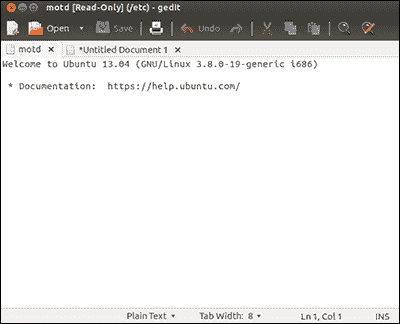 motd [Read-Only] (/etc) - gedit
Open Save Undo
motd × *Untitled Document 1 ×
Welcome to Ubuntu 13.04 (GNU/Linux 3.8.0-19-generic i686)
* Documentation:  https://help.ubuntu.com/
Plain Text Tab Width: 8 Ln 1, Col 1 INS